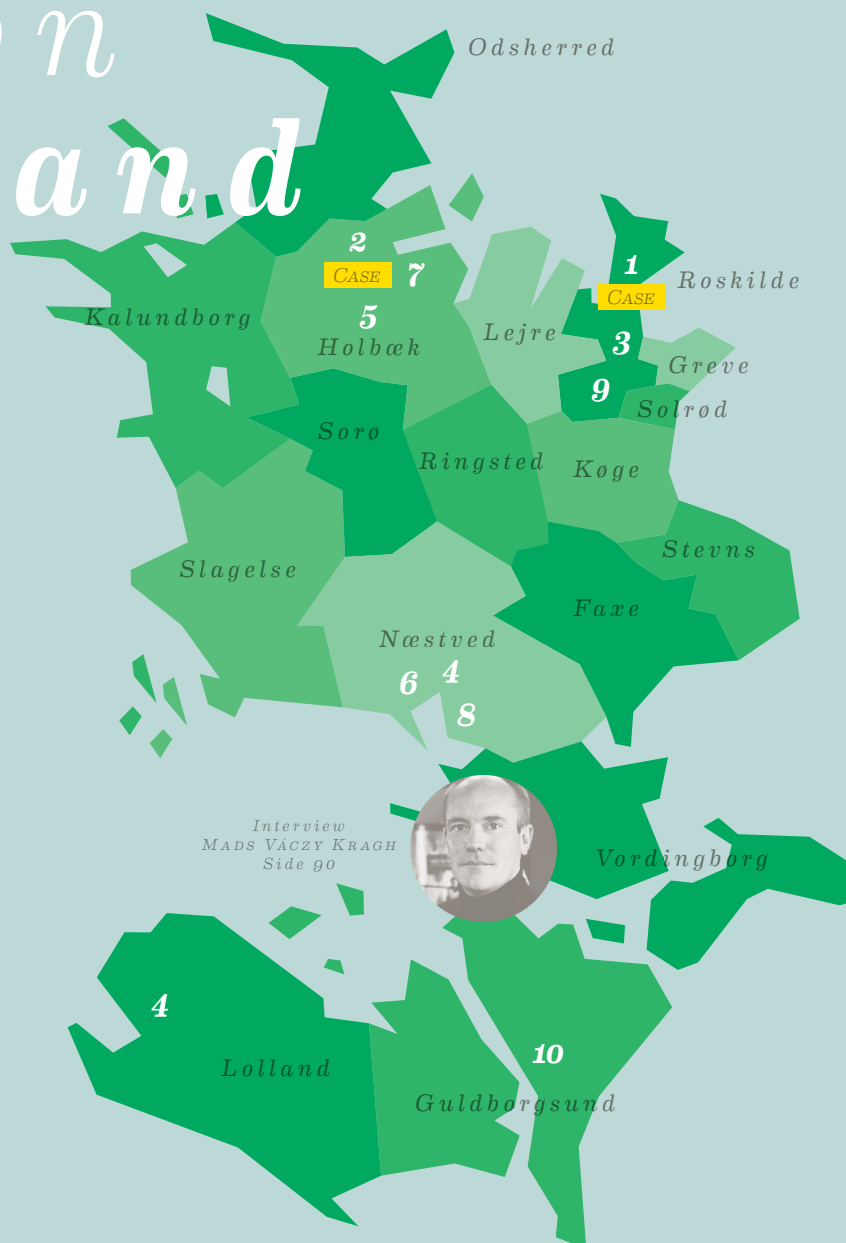 n
and
Odsherred
2
Case
7
5
Holbæk
1
Case
Roskilde
Kalundborg
Lejre
3
Greve
9
Solrød
Sorø
Ringsted
Køge
Stevns
Slagelse
Faxe
Næstved
6
4
8
Interview
Mads Váczy Kragh
Side 90
Vordingborg
4
10
Lolland
Guldborgsund